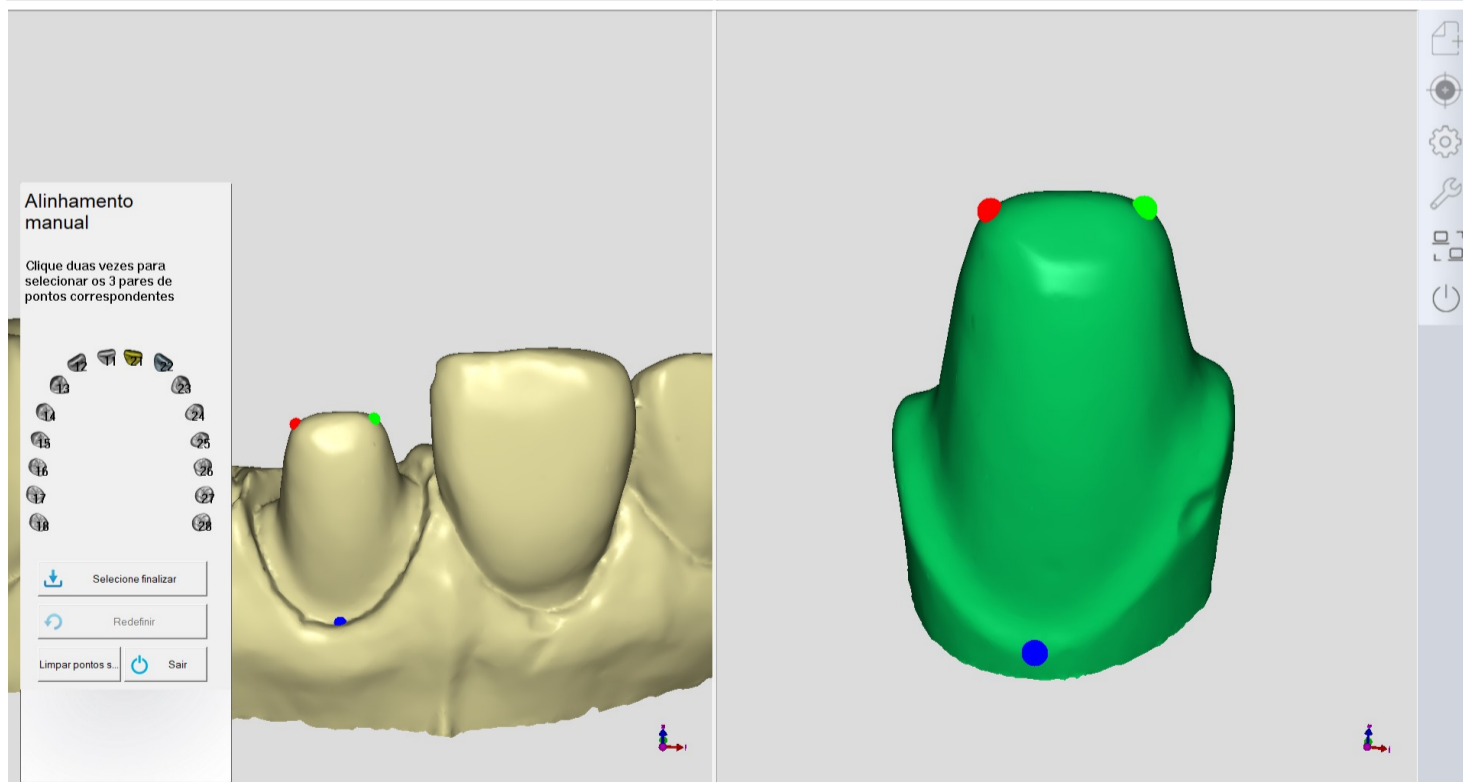 Alinhamento
manual
Clique duas vezes para
selecionar os 3 pares de
pontos correspondentes
12 11 21 22
13 23
14 24
15 25
16 26
17 27
18 28
Selecione finalizar
Redefinir
Limpar pontos s... Sair